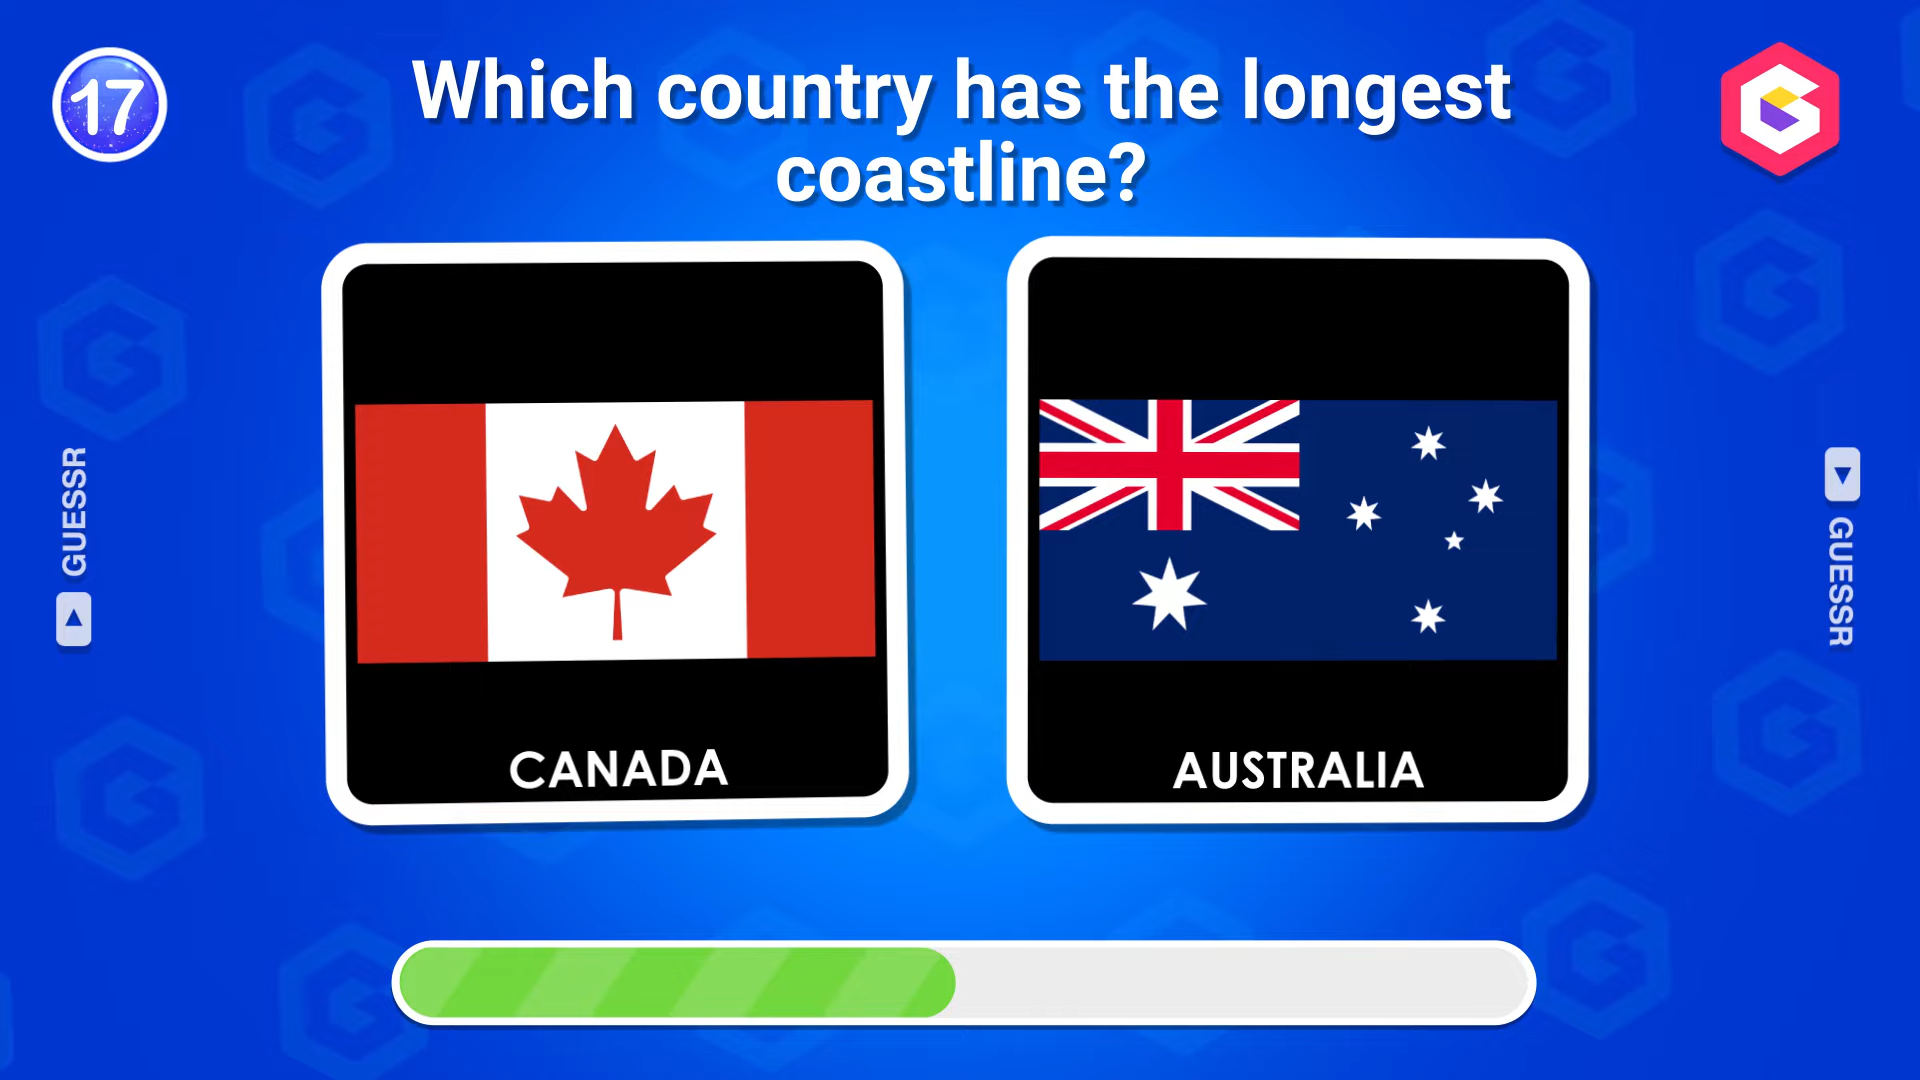 17
Which country has the longest
coastline?
CANADA
AUSTRALIA
GUESSR
GUESSR